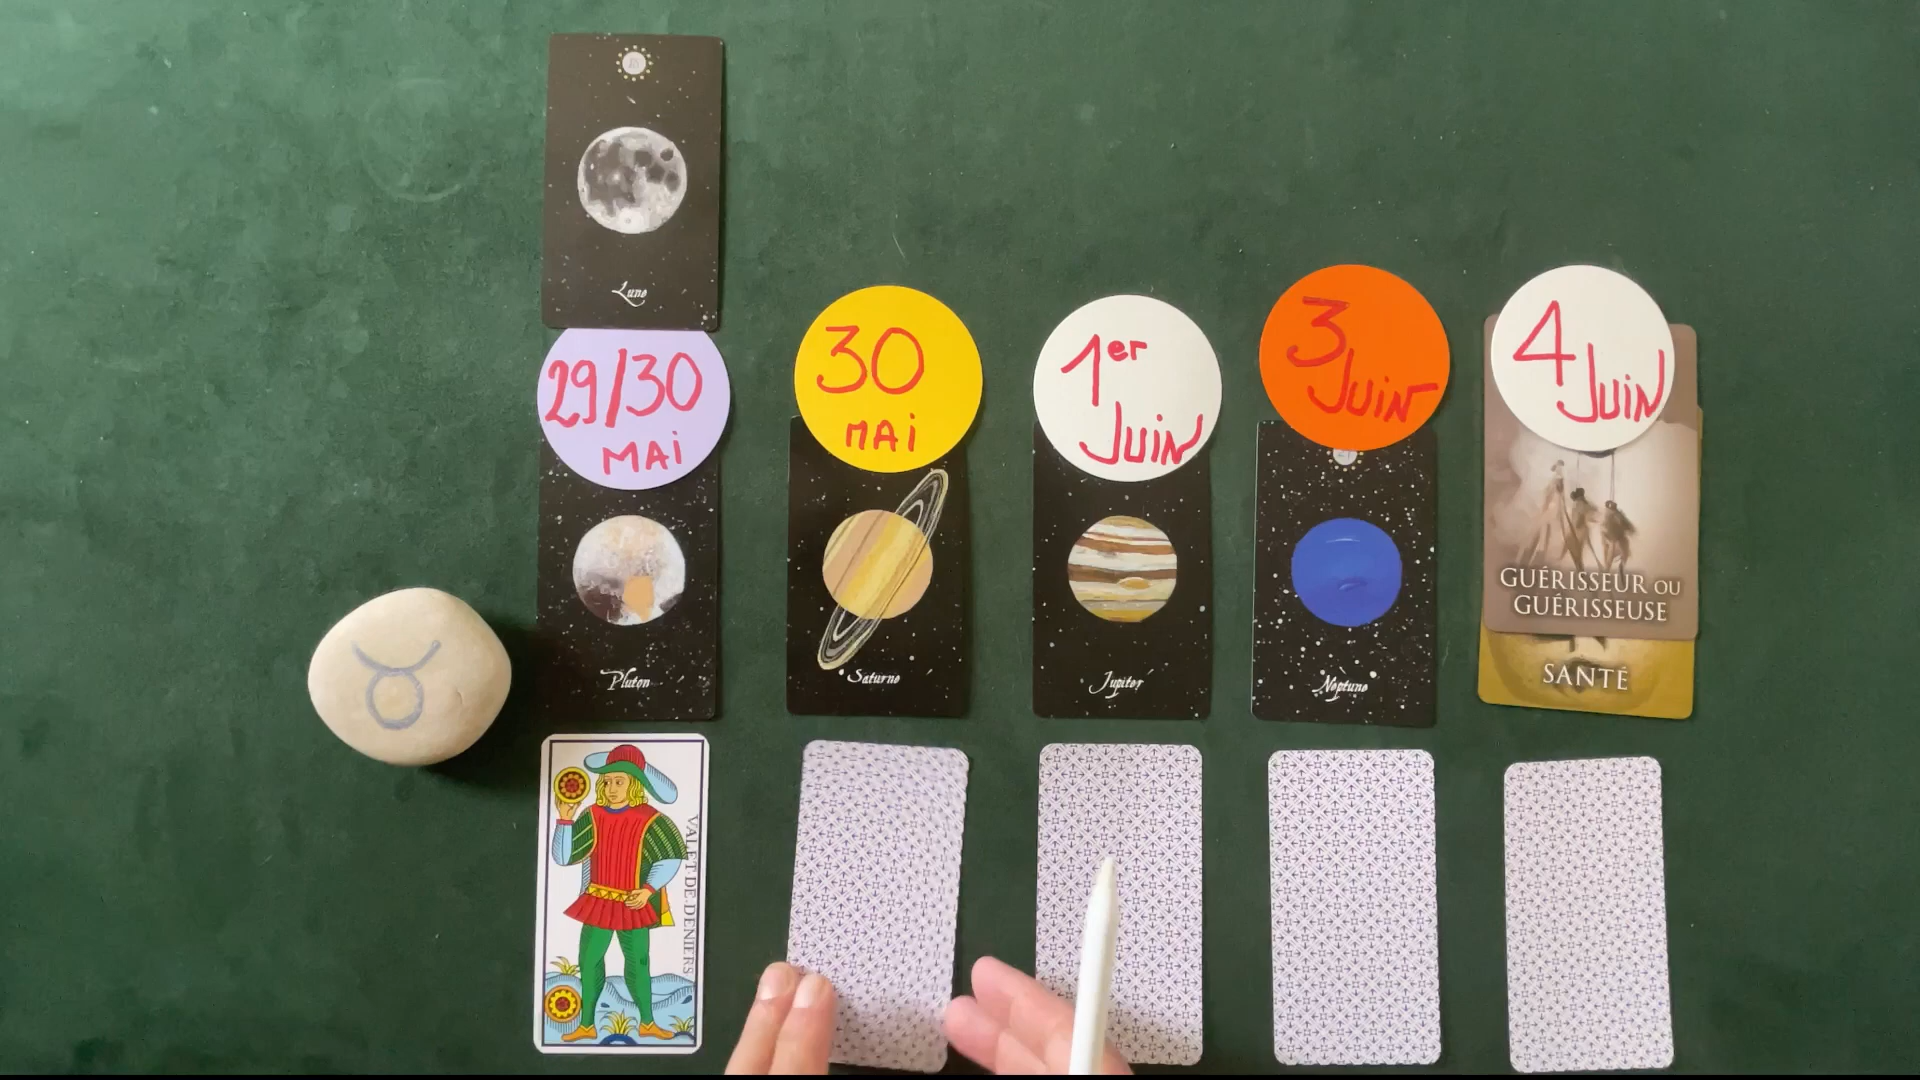 Lune
29/30
MAi
30
MAi
1er
JUiN
3
JUiN
4
JUiN
Pluton
Saturne
Jupiter
Neptune
GUÉRISSEUR OU
GUÉRISSEUSE
SANTÉ
VALET DE DENIERS